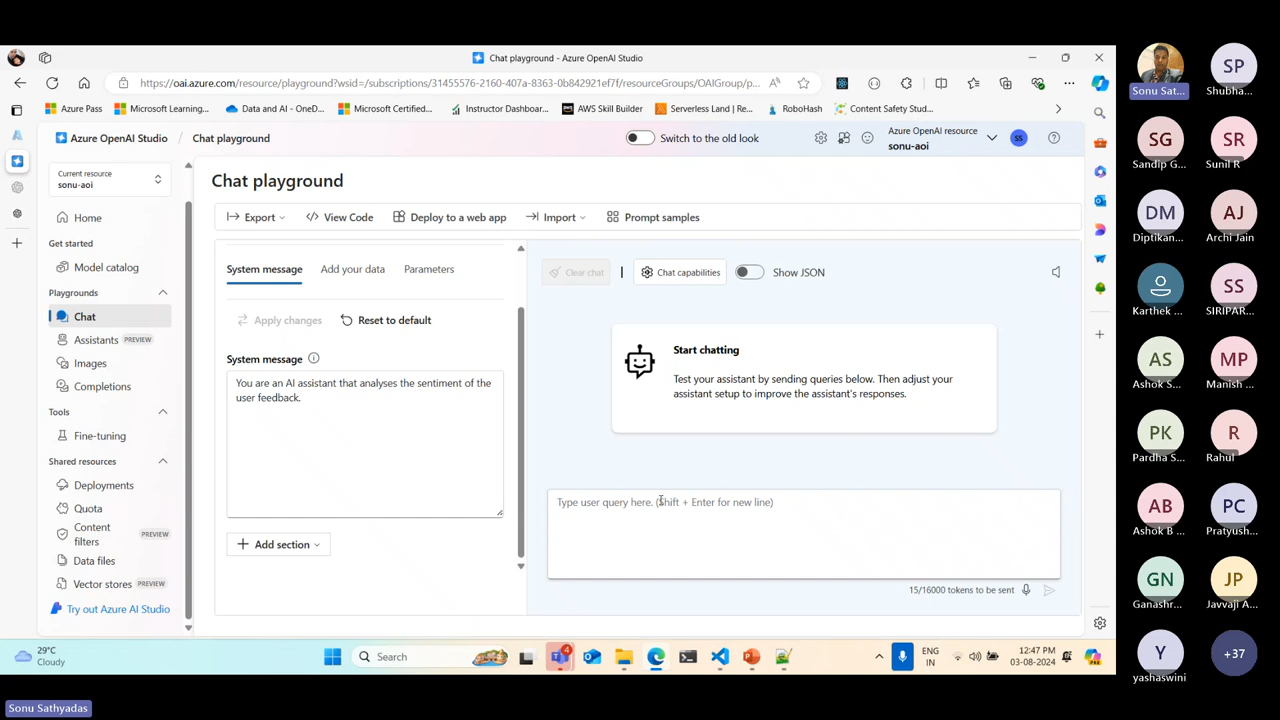 Chat playground - Azure OpenAI Studio
https://oai.azure.com/resource/playground?wsid=/subscriptions/31455576-2160-407a-8363-0b842921ef7f/resourceGroups/OAIGroup/p...
Azure Pass
Microsoft Learning...
Data and AI - OneD...
Microsoft Certified...
Instructor Dashboar...
AWS Skill Builder
Serverless Land | Re...
RoboHash
Content Safety Stud...
Azure OpenAI Studio / Chat playground
Switch to the old look
Azure OpenAI resource
sonu-aoi
SS
Current resource
sonu-aoi
Home
Get started
Model catalog
Playgrounds
Chat
Assistants PREVIEW
Images
Completions
Tools
Fine-tuning
Shared resources
Deployments
Quota
Content filters PREVIEW
Data files
Vector stores PREVIEW
Try out Azure AI Studio
Chat playground
Export
View Code
Deploy to a web app
Import
Prompt samples
System message
Add your data
Parameters
Apply changes
Reset to default
System message
You are an AI assistant that analyses the sentiment of the
user feedback.
Add section
Clear chat
Chat capabilities
Show JSON
Start chatting
Test your assistant by sending queries below. Then adjust your
assistant setup to improve the assistant's responses.
Type user query here. (Shift + Enter for new line)
15/16000 tokens to be sent
29°C
Cloudy
Search
4
ENG
IN
12:47 PM
03-08-2024
Sonu Sathyadas
Sonu Sat...
SP
Shubha...
SG
Sandip G...
SR
Sunil R
DM
Diptikan...
AJ
Archi Jain
Karthek ...
SS
SIRIPAR...
AS
Ashok S...
MP
Manish ...
PK
Pardha S...
R
Rahul
AB
Ashok B ...
PC
Pratyush...
GN
Ganashr...
JP
Javvaji A...
Y
yashaswini
+37